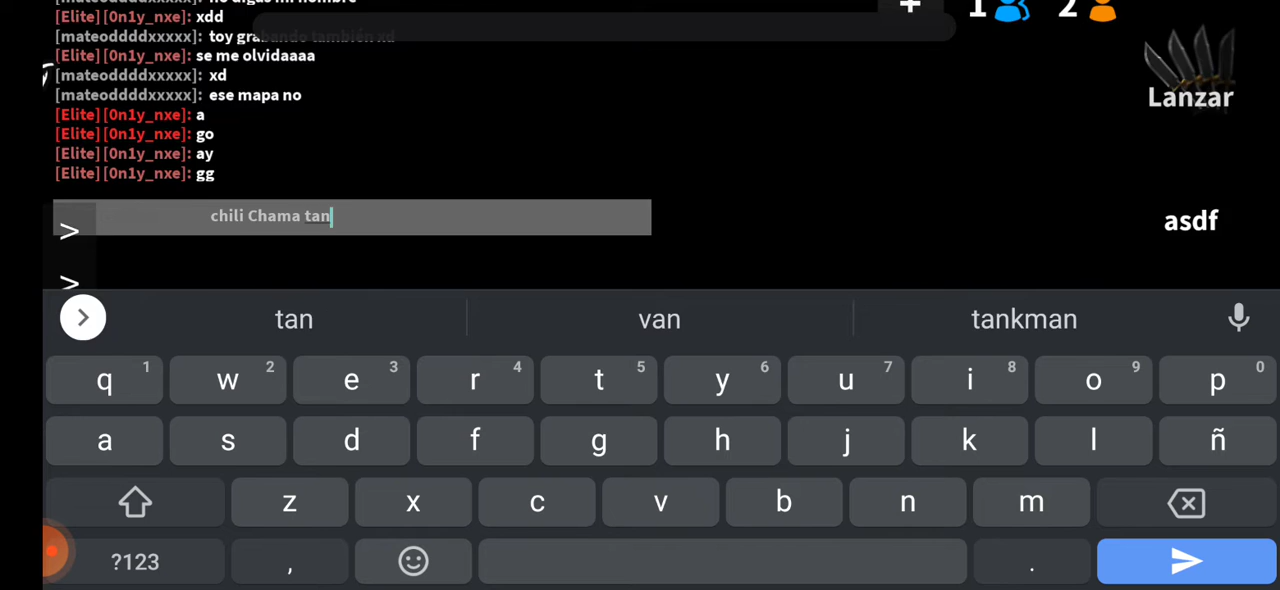 [Elite][0n1y_nxe]: xdd
[mateoddddxxxxx]: toy grabando también xd
[Elite][0n1y_nxe]: se me olvidaaaa
[mateoddddxxxxx]: xd
[mateoddddxxxxx]: ese mapa no
[Elite][0n1y_nxe]: a
[Elite][0n1y_nxe]: go
[Elite][0n1y_nxe]: ay
[Elite][0n1y_nxe]: gg
+ 1 2
Lanzar
asdf
chili Chama tan
>
>
tan van tankman
q 1 w 2 e 3 r 4 t 5 y 6 u 7 i 8 o 9 p 0
a s d f g h j k l ñ
z x c v b n m
?123 , .